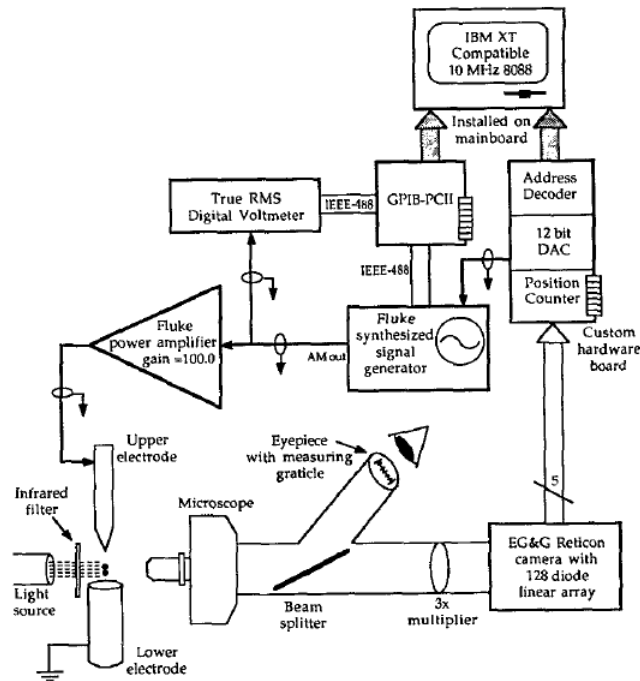 IBM XT
Compatible
10 MHz 8088
Installed on
mainboard
True RMS
Digital Voltmeter
IEEE-488
GPIB-PCII
Address
Decoder
12 bit
DAC
Position
Counter
IEEE-488
Fluke
power amplifier
gain =100.0
AM out
Fluke
synthesized
signal
generator
Custom
hardware
board
Upper
electrode
Eyepiece
with measuring
graticle
Infrared
filter
Microscope
5
EG&G Reticon
camera with
128 diode
linear array
Light
source
Beam
splitter
3x
multiplier
Lower
electrode